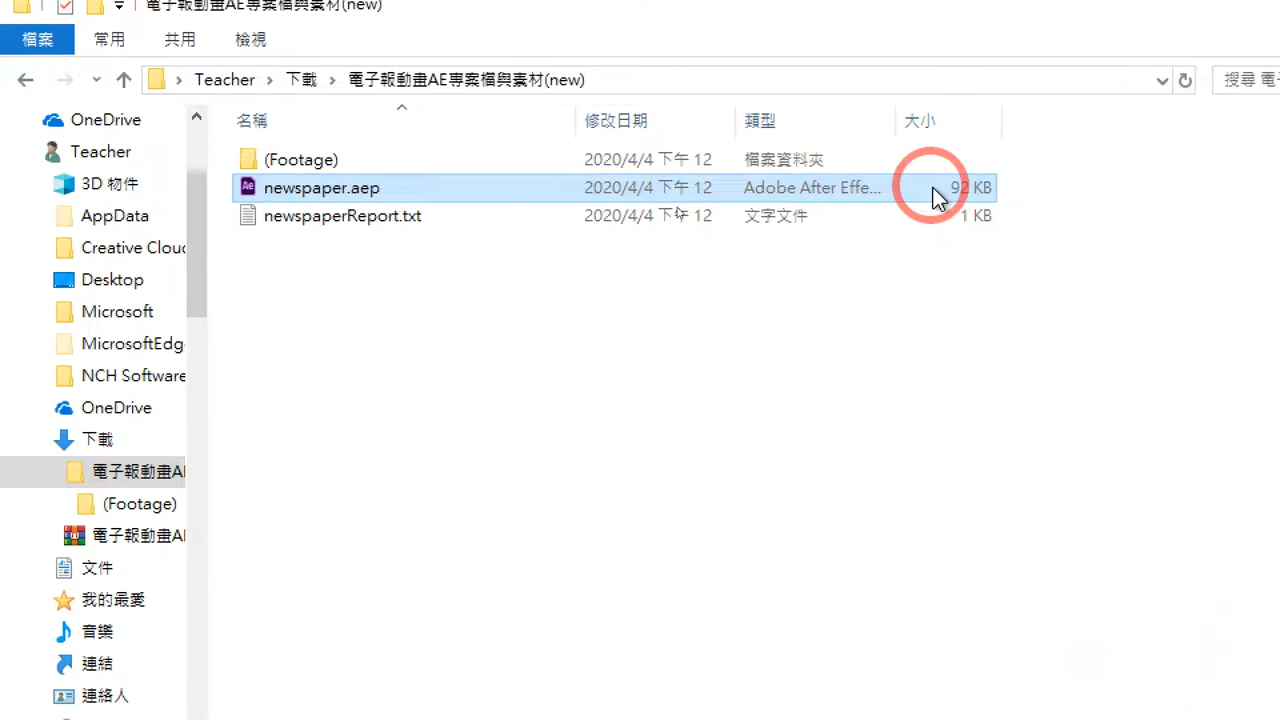 電子報動畫AE專案檔與素材(new)
檔案 常用 共用 檢視
Teacher 下載 電子報動畫AE專案檔與素材(new) 搜尋 電子
名稱 修改日期 類型 大小
(Footage) 2020/4/4 下午 12 檔案資料夾
newspaper.aep 2020/4/4 下午 12 Adobe After Effe... 92 KB
newspaperReport.txt 2020/4/4 下午 12 文字文件 1 KB
OneDrive
Teacher
3D 物件
AppData
Creative Cloud
Desktop
Microsoft
MicrosoftEdg
NCH Software
OneDrive
下載
電子報動畫AE
(Footage)
電子報動畫AE
文件
我的最愛
音樂
連結
連絡人